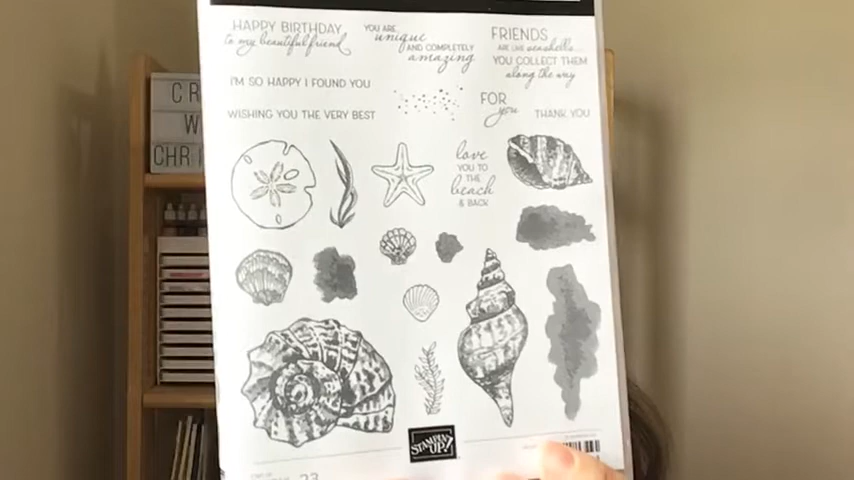 HAPPY BIRTHDAY
to my beautiful friend
YOU ARE
unique
AND COMPLETELY
amazing
FRIENDS
ARE LIKE seashells...
YOU COLLECT THEM
along the way
I'M SO HAPPY I FOUND YOU
WISHING YOU THE VERY BEST
FOR
you
THANK YOU
love
YOU TO
THE
beach
& BACK
STAMPIN' UP!
CR
W
CHRI